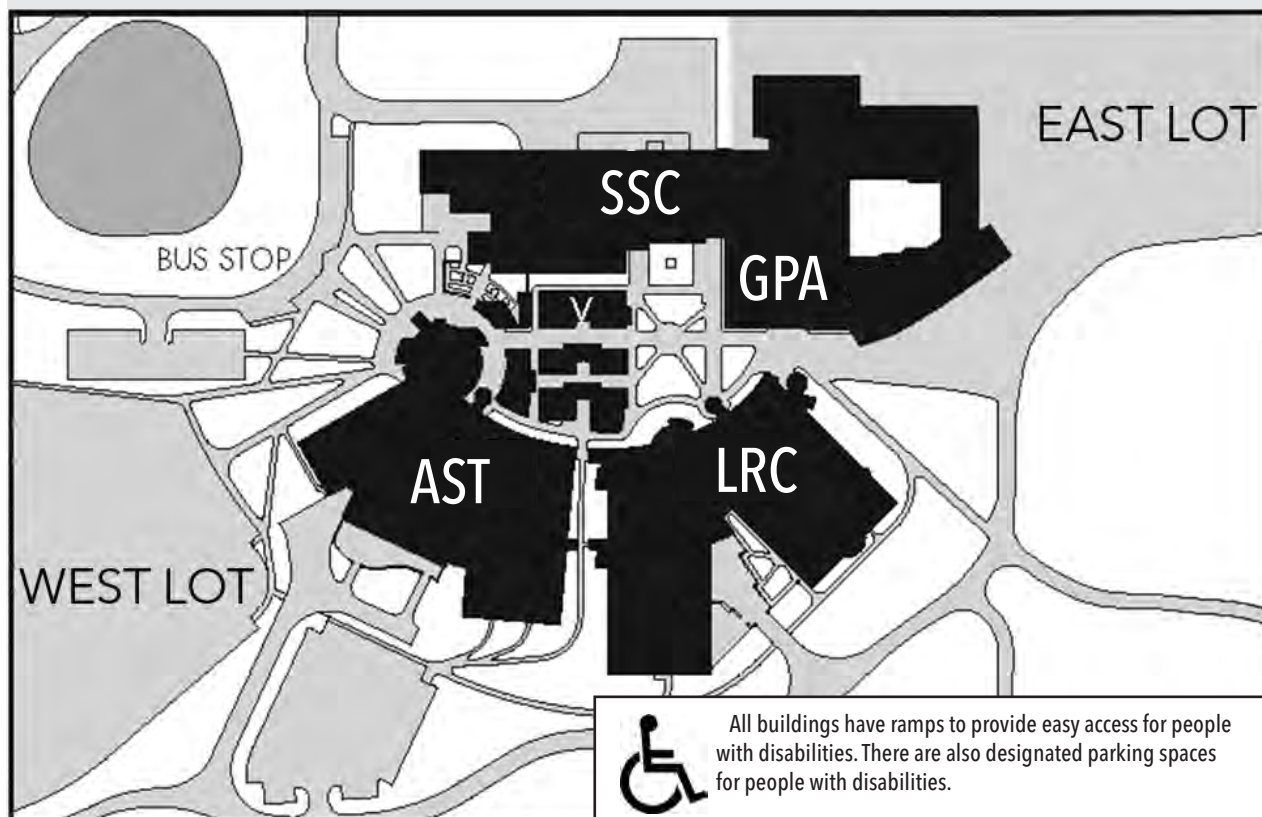 EAST LOT
SSC
BUS STOP
GPA
V
AST
LRC
WEST LOT
All buildings have ramps to provide easy access for people
with disabilities. There are also designated parking spaces
for people with disabilities.